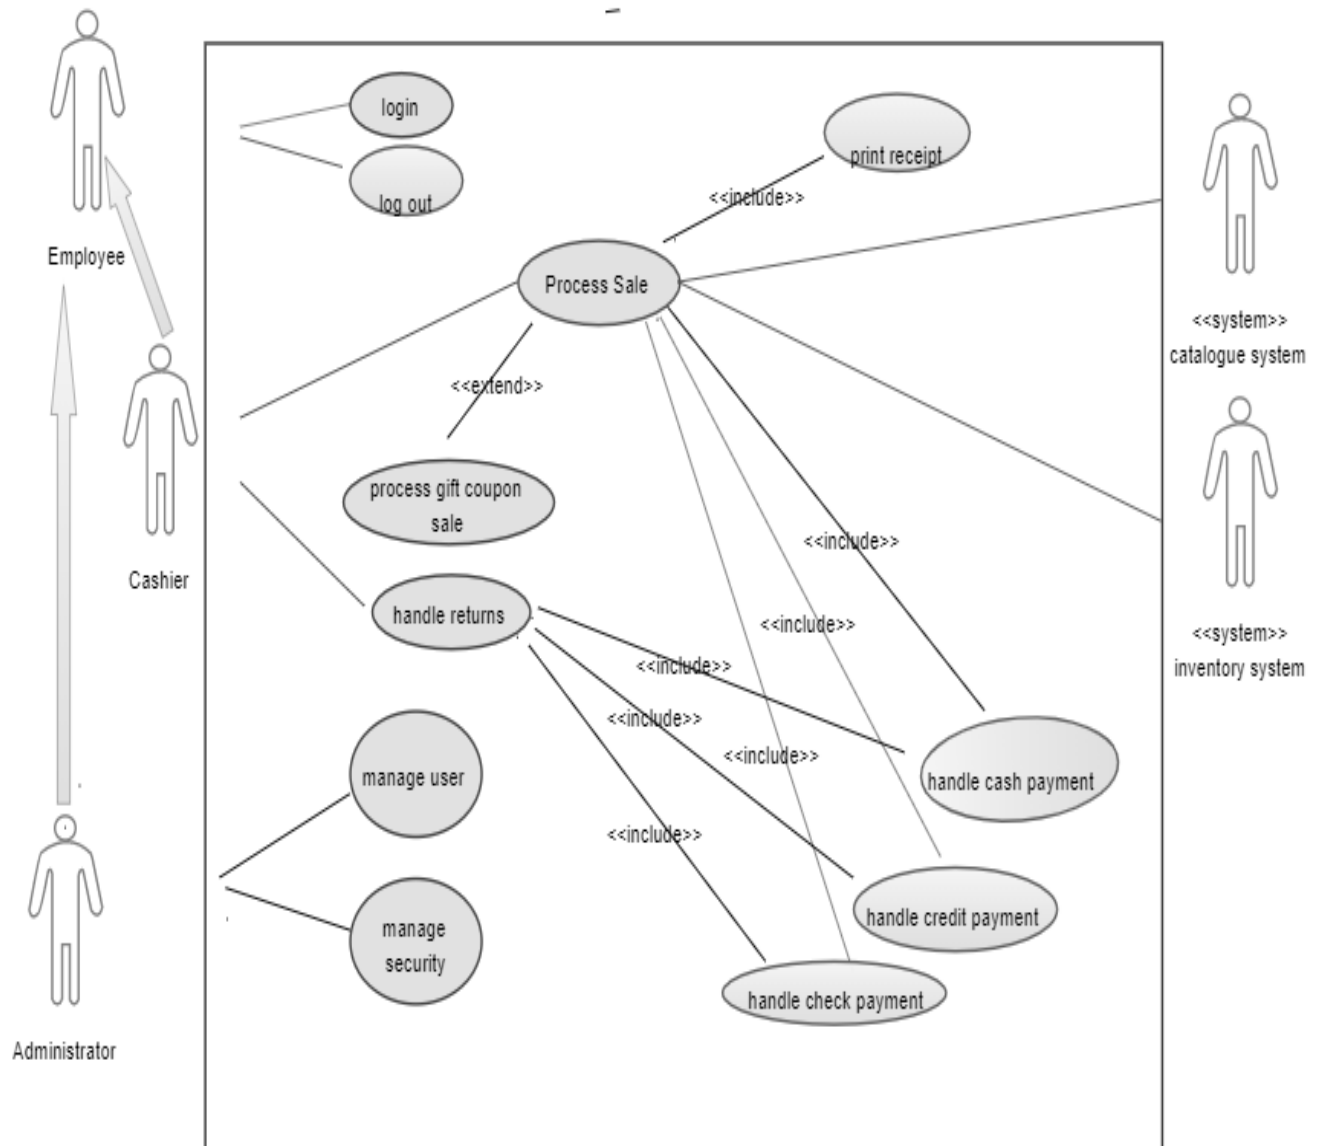 login
print receipt
<<include>>
log out
Employee
Process Sale
<<system>>
catalogue system
<<extend>>
process gift coupon
sale
<<include>>
Cashier
handle returns
<<include>>
<<system>>
inventory system
<<include>>
<<include>>
<<include>>
manage user
handle cash payment
<<include>>
handle credit payment
manage
security
handle check payment
Administrator